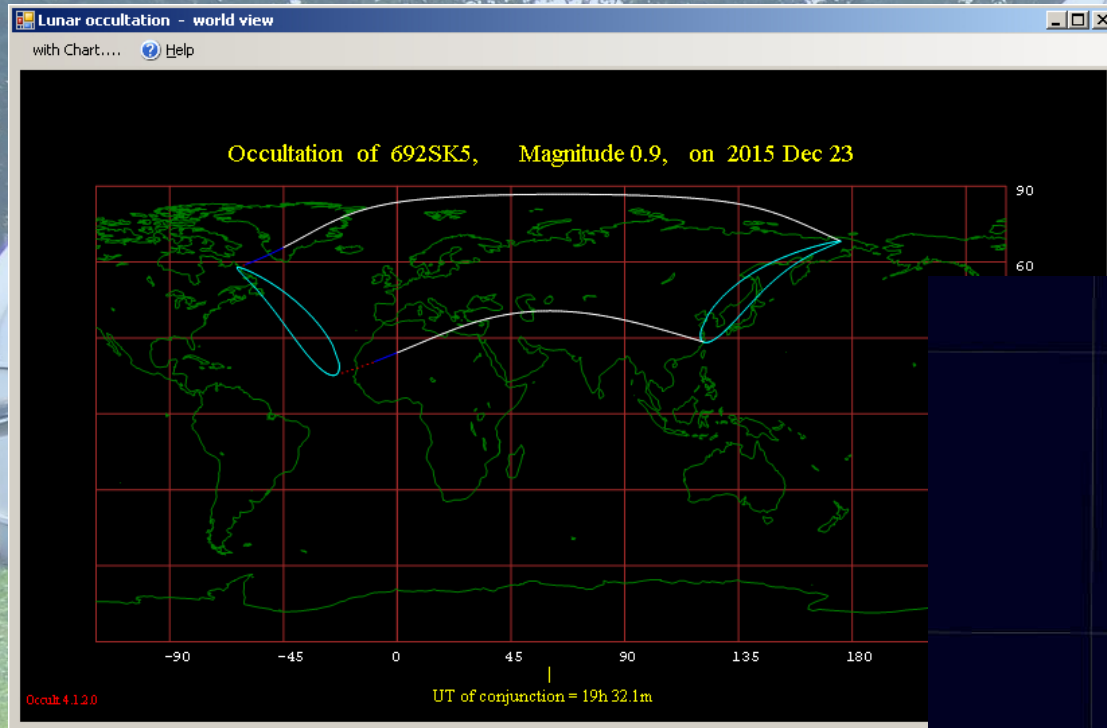 Lunar occultation - world view
with Chart.... Help
Occultation of 692SK5, Magnitude 0.9, on 2015 Dec 23
90
60
-90 -45 0 45 90 135 180
UT of conjunction = 19h 32.1m
Occult 4.1.2.0